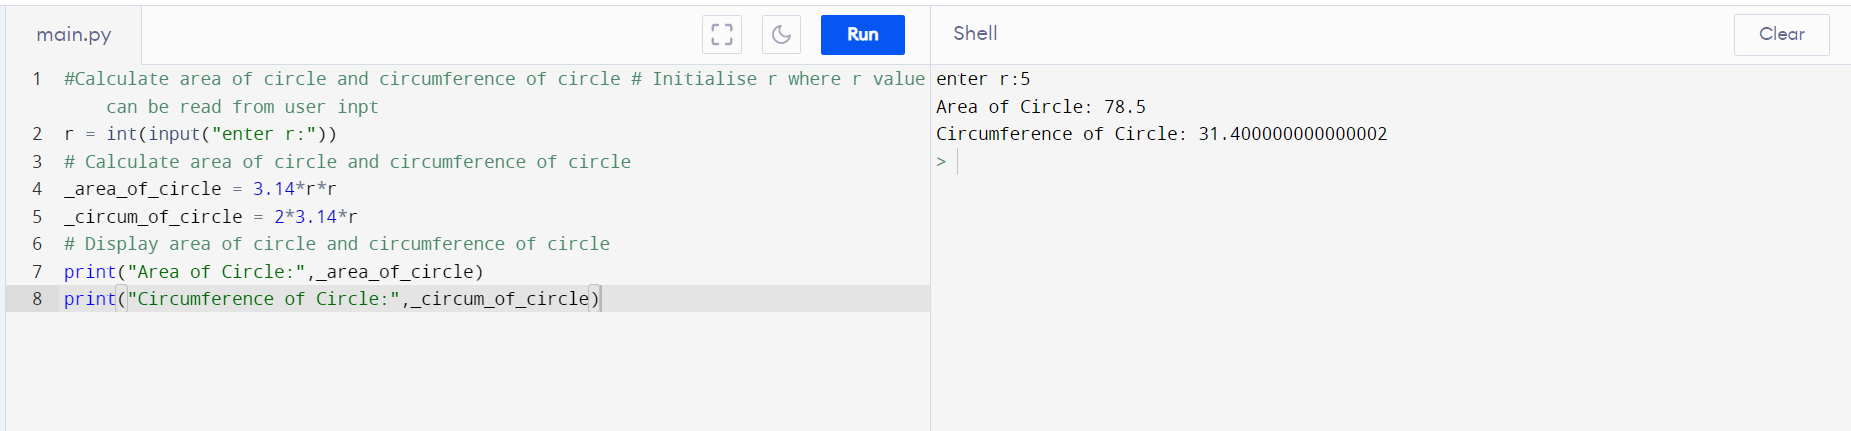 main.py
Run
Shell
Clear
1 #Calculate area of circle and circumference of circle # Initialise r where r value
can be read from user inpt
2 r = int(input("enter r:"))
3 # Calculate area of circle and circumference of circle
4 _area_of_circle = 3.14*r*r
5 _circum_of_circle = 2*3.14*r
6 # Display area of circle and circumference of circle
7 print("Area of Circle:",_area_of_circle)
8 print("Circumference of Circle:",_circum_of_circle)
enter r:5
Area of Circle: 78.5
Circumference of Circle: 31.400000000000002
>